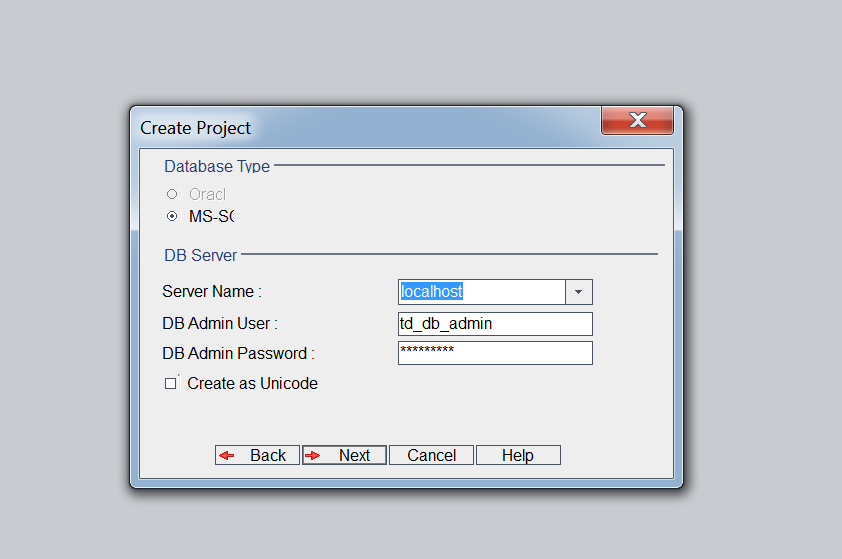 Create Project
Database Type
Oracl
MS-SQ
DB Server
Server Name : localhost
DB Admin User : td_db_admin
DB Admin Password : *********
Create as Unicode
Back Next Cancel Help